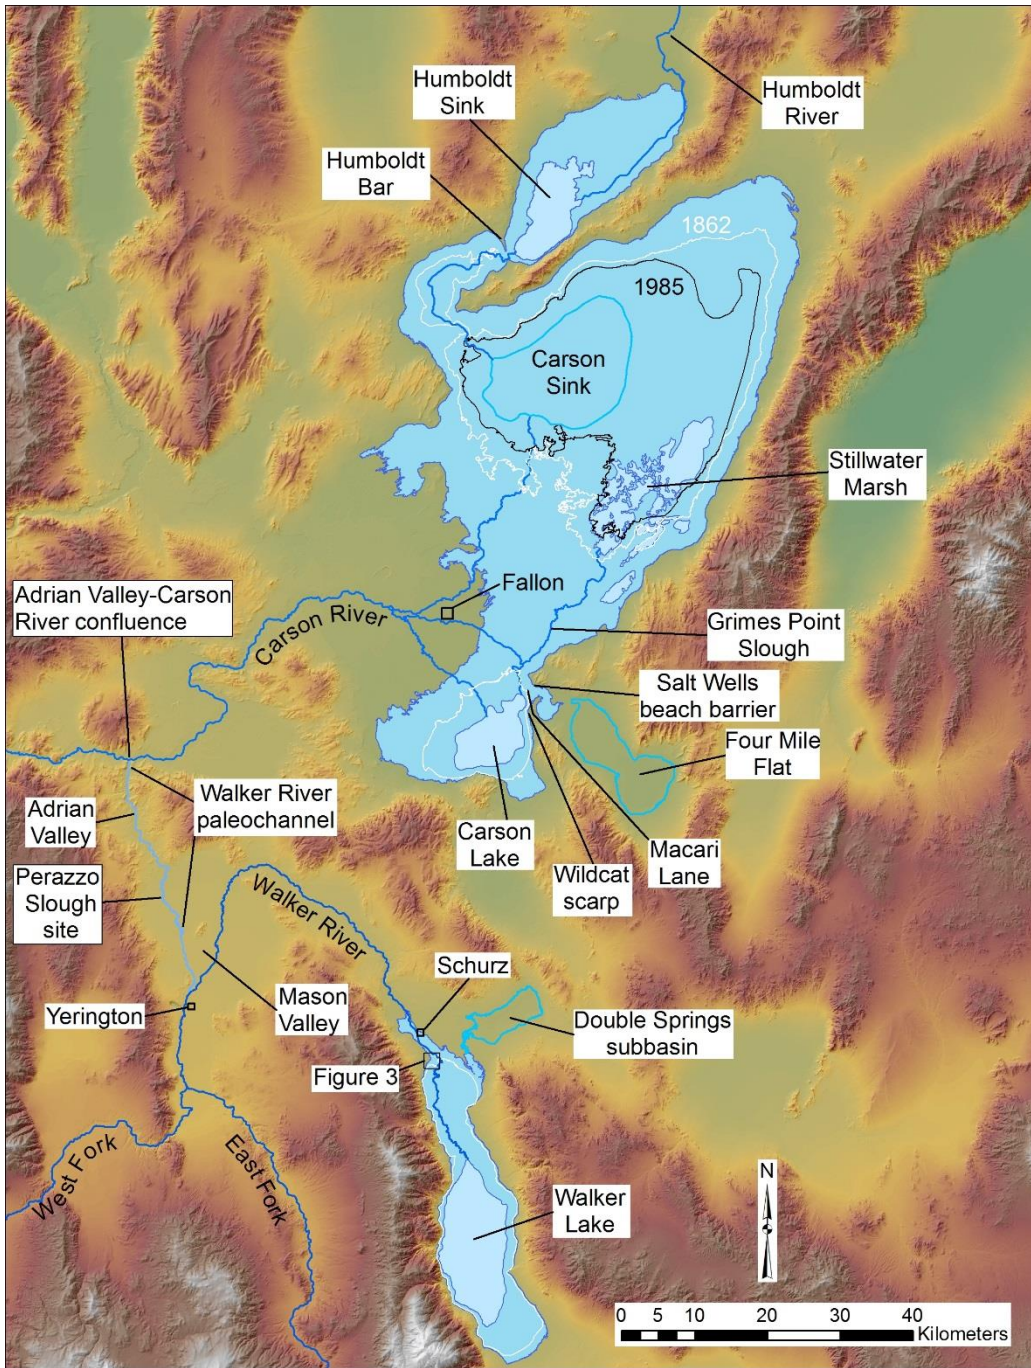 Humboldt
Sink
Humboldt
River
Humboldt
Bar
1862
1985
Carson
Sink
Stillwater
Marsh
Adrian Valley-Carson
River confluence
Fallon
Carson River
Grimes Point
Slough
Salt Wells
beach barrier
Four Mile
Flat
Walker River
paleochannel
Adrian
Valley
Carson
Lake
Macari
Lane
Wildcat
scarp
Perazzo
Slough
site
Walker River
Schurz
Yerington
Mason
Valley
Double Springs
subbasin
Figure 3
West Fork
East Fork
N
Walker
Lake
0 5 10 20 30 40
Kilometers